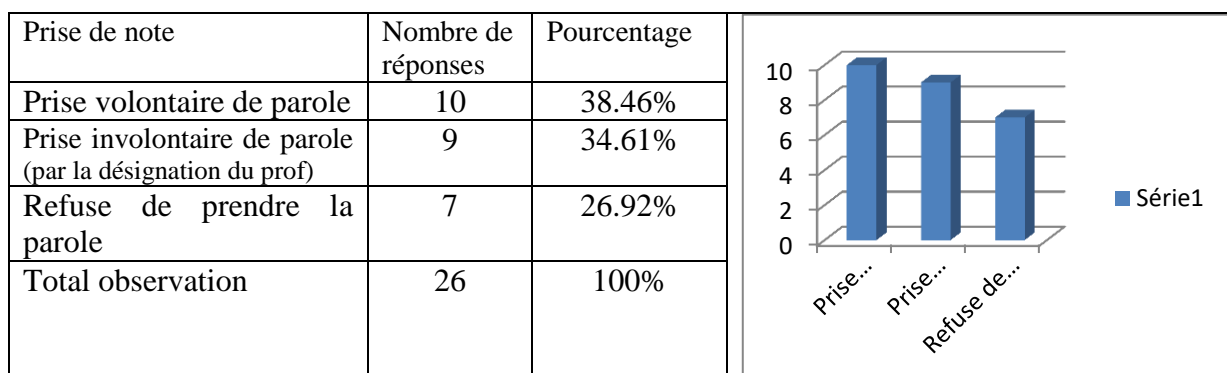 Prise de note Nombre de réponses Pourcentage
Prise volontaire de parole 10 38.46%
Prise involontaire de parole (par la désignation du prof) 9 34.61%
Refuse de prendre la parole 7 26.92%
Total observation 26 100%
10
8
6
4
2
0
Prise...
Prise...
Refuse de...
Série1